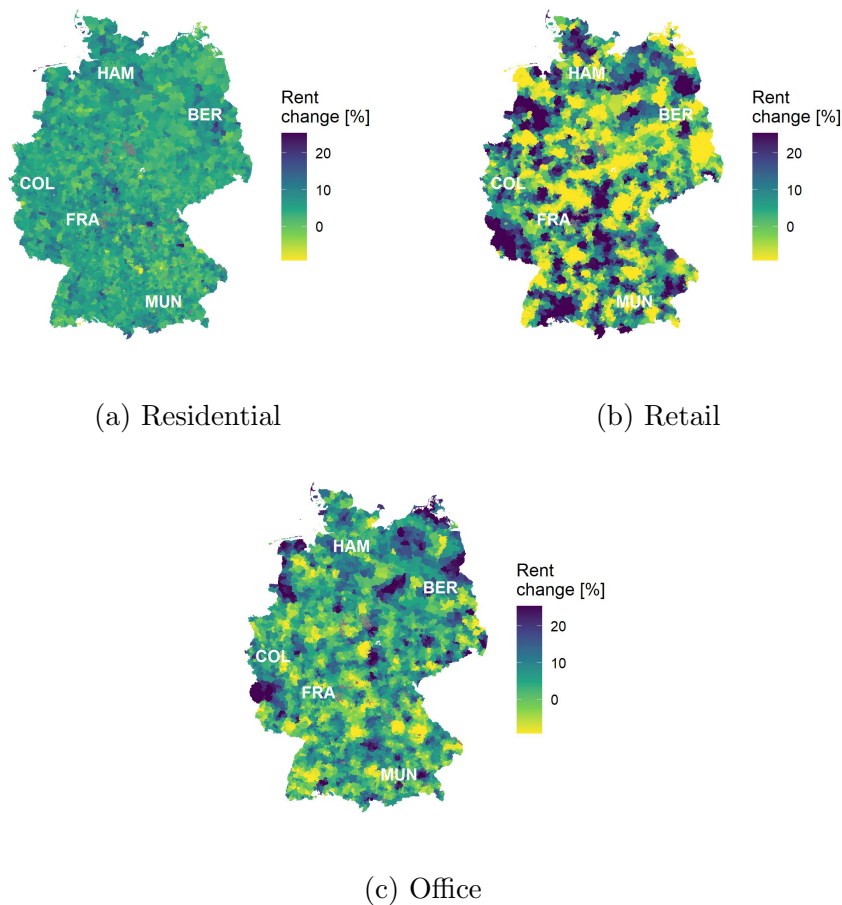 HAM
BER
COL
FRA
MUN
Rent
change [%]
20
10
0
(a) Residential
HAM
BER
COL
FRA
MUN
Rent
change [%]
20
10
0
(b) Retail
HAM
BER
COL
FRA
MUN
Rent
change [%]
20
10
0
(c) Office